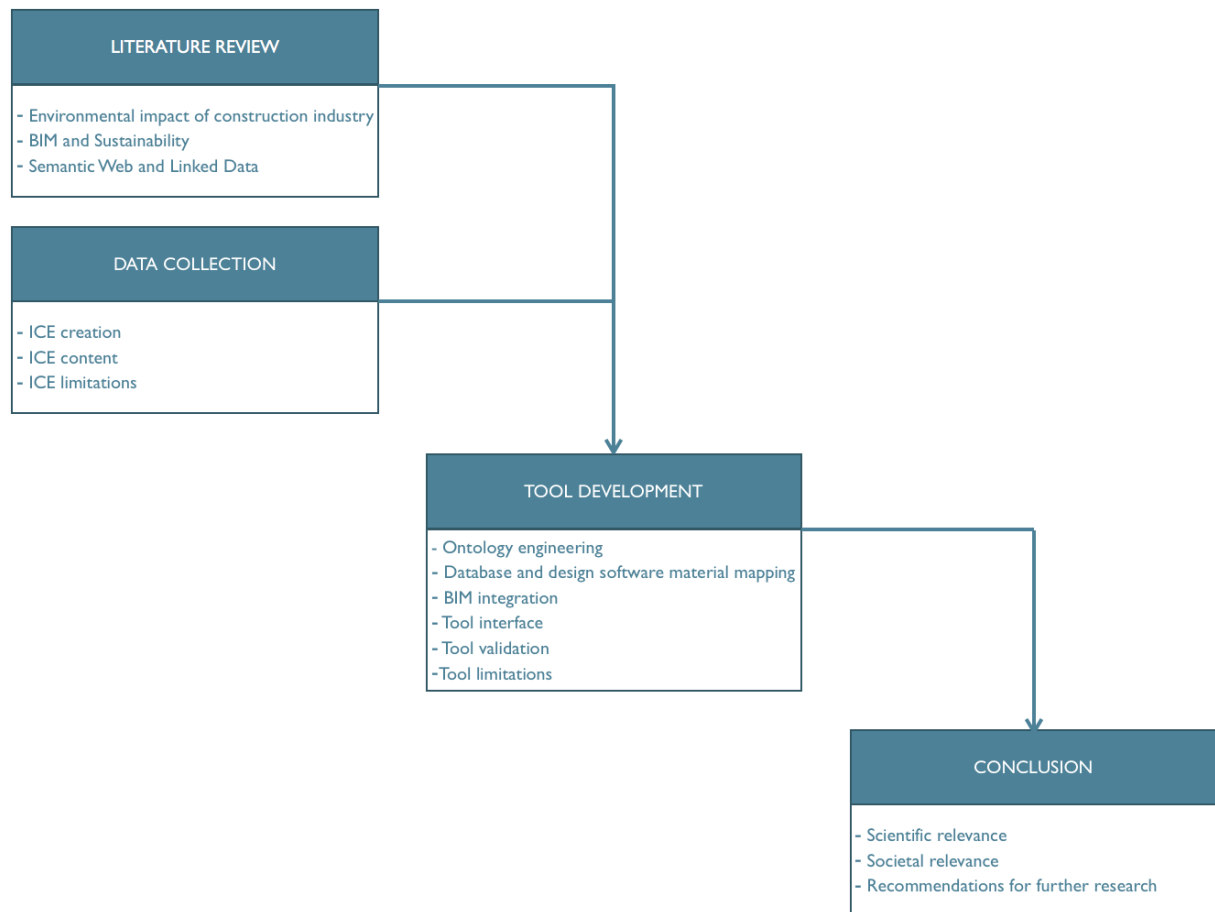 LITERATURE REVIEW
- Environmental impact of construction industry
- BIM and Sustainability
- Semantic Web and Linked Data
DATA COLLECTION
- ICE creation
- ICE content
- ICE limitations
TOOL DEVELOPMENT
- Ontology engineering
- Database and design software material mapping
- BIM integration
- Tool interface
- Tool validation
-Tool limitations
CONCLUSION
- Scientific relevance
- Societal relevance
- Recommendations for further research